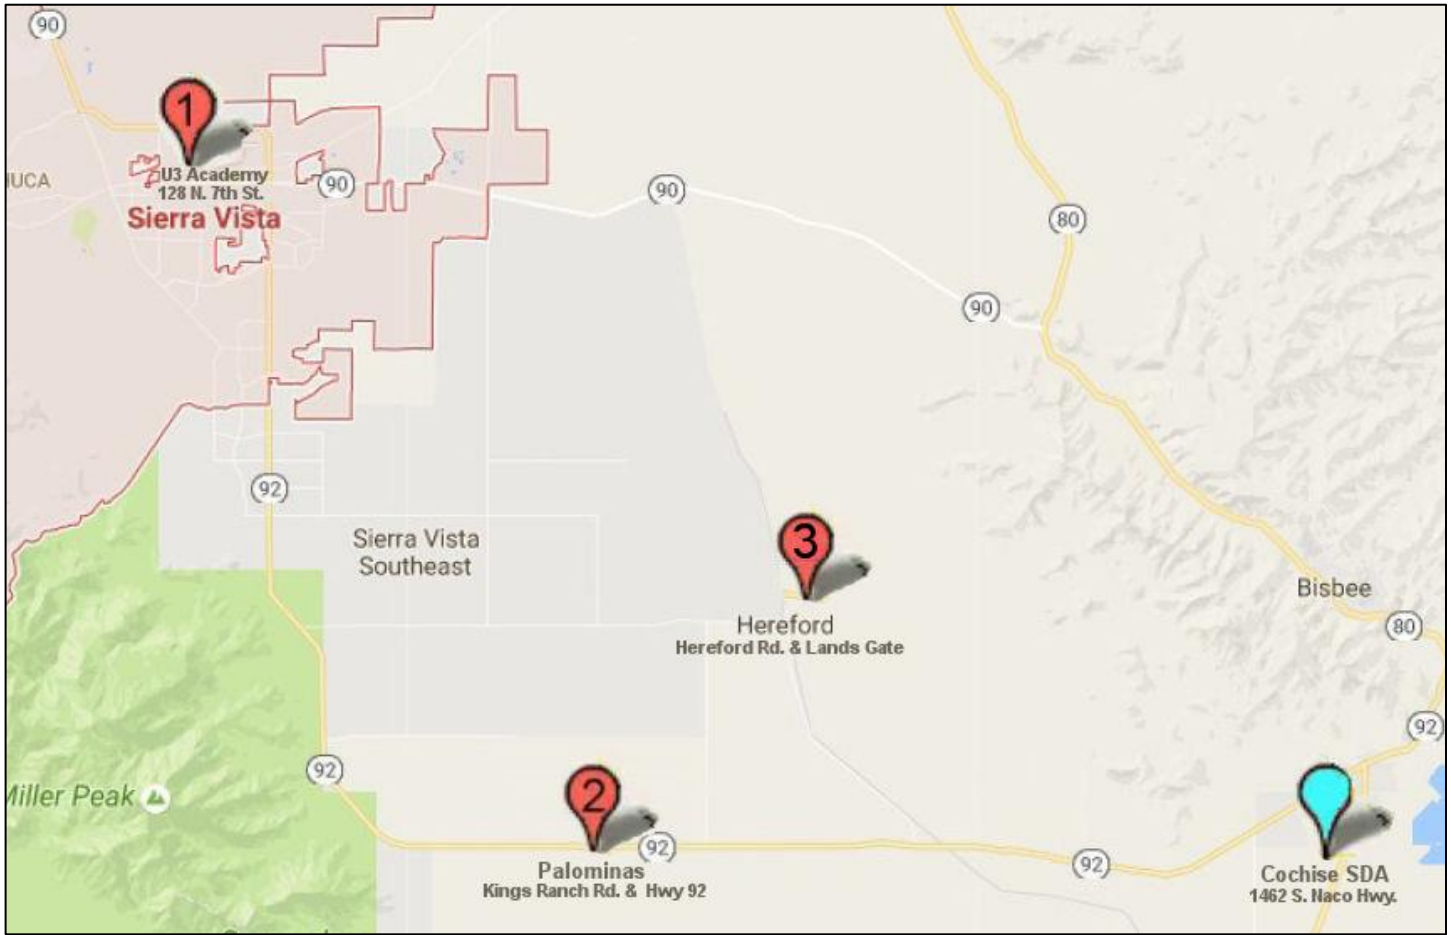 90
1
U3 Academy
128 N. 7th St.
Sierra Vista
90
90
80
90
92
Sierra Vista
Southeast
3
Hereford
Hereford Rd. & Lands Gate
Bisbee
80
92
92
Miller Peak
2
92
Palominas
Kings Ranch Rd. & Hwy 92
92
Cochise SDA
1462 S. Naco Hwy.